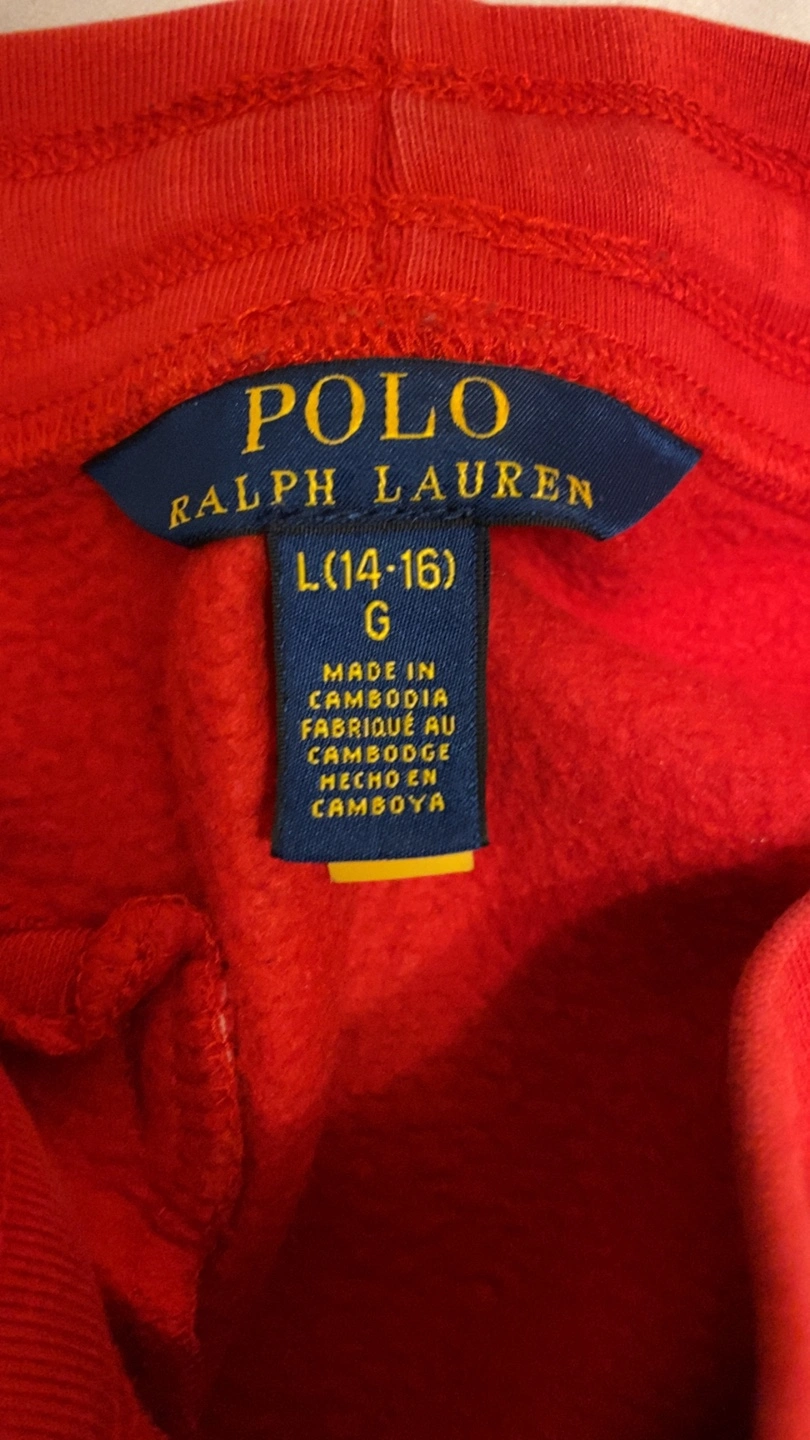 POLO
RALPH LAUREN
L(14-16)
G
MADE IN
CAMBODIA
FABRIQUÉ AU
CAMBODGE
HECHO EN
CAMBOYA